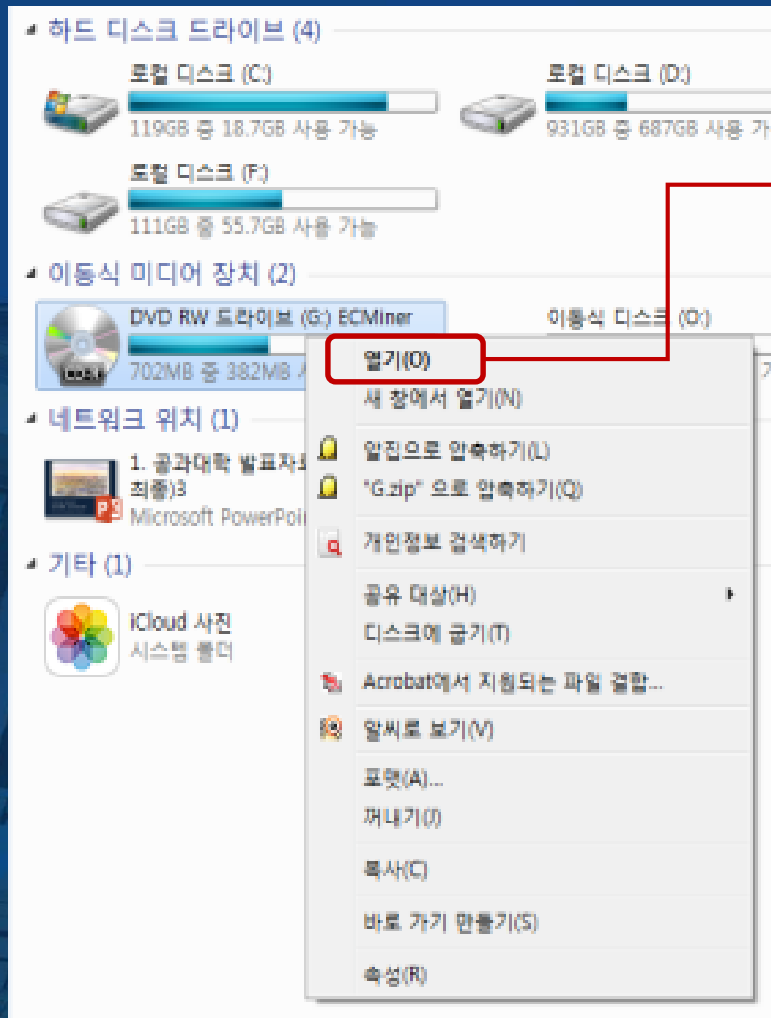 하드 디스크 드라이브 (4)
로컬 디스크 (C:)
119GB 중 18.7GB 사용 가능
로컬 디스크 (D:)
931GB 중 687GB 사용 가
로컬 디스크 (F:)
111GB 중 55.7GB 사용 가능
이동식 미디어 장치 (2)
DVD RW 드라이브 (G:) ECMiner
702MB 중 382MB
이동식 디스크 (O:)
네트워크 위치 (1)
1. 공과대학 발표자료
최종)3
Microsoft PowerPoi
기타 (1)
iCloud 사진
시스템 폴더
열기(O)
새 창에서 열기(N)
알집으로 압축하기(L)
"G.zip" 으로 압축하기(Q)
개인정보 검색하기
공유 대상(H)
디스크에 굽기(T)
Acrobat에서 지원되는 파일 결합...
알씨로 보기(V)
포맷(A)...
꺼내기(J)
복사(C)
바로 가기 만들기(S)
속성(R)